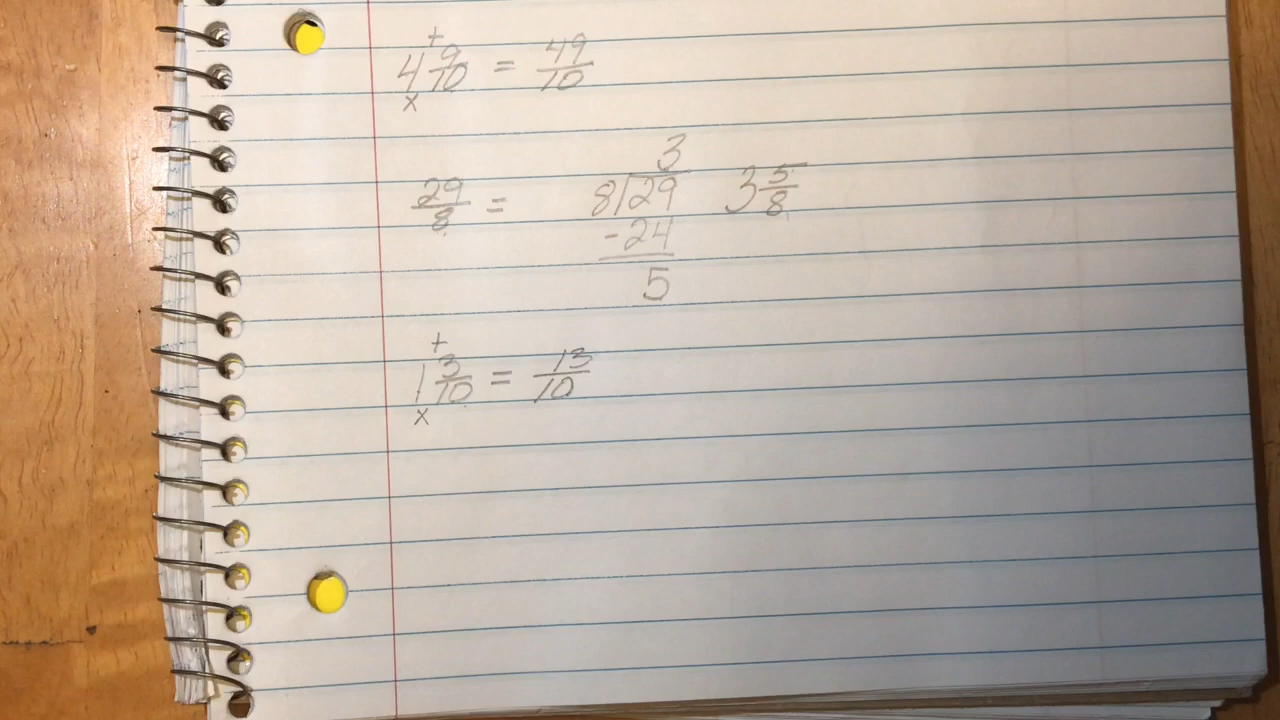 +
4 9/10 = 49/10
x
3
29/8 = 8)29 3 5/8
-24
5
+
1 3/10 = 13/10
x